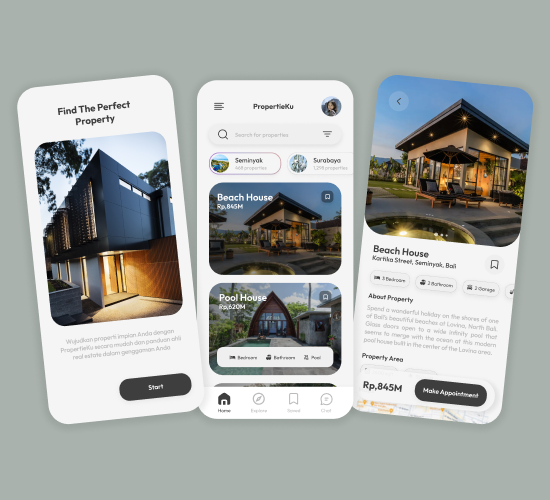 Find The Perfect
Property
Wujudkan properti impian Anda dengan
PropertieKu secara mudah dan panduan ahli
real estate dalam genggaman Anda.
Start
PropertieKu
Search for properties
Seminyak
Surabaya
1,298 properties
Beach House
Rp,845M
Pool House
Rp,620M
Bedroom
Bathroom
Pool
Home
Explore
Saved
Chat
Beach House
Kartika Street, Seminyak, Bali
3 Bedroom
2 Bathroom
2 Garage
About Property
Spend a wonderful holiday on the shores of one
of Bali's beautiful beaches at Lovina, North Bali.
Glass doors open to a wide infinity pool that
seems to merge with the ocean at this modern
pool house built in the center of the Lovina area.
Property Area
Rp,845M
Make Appointment